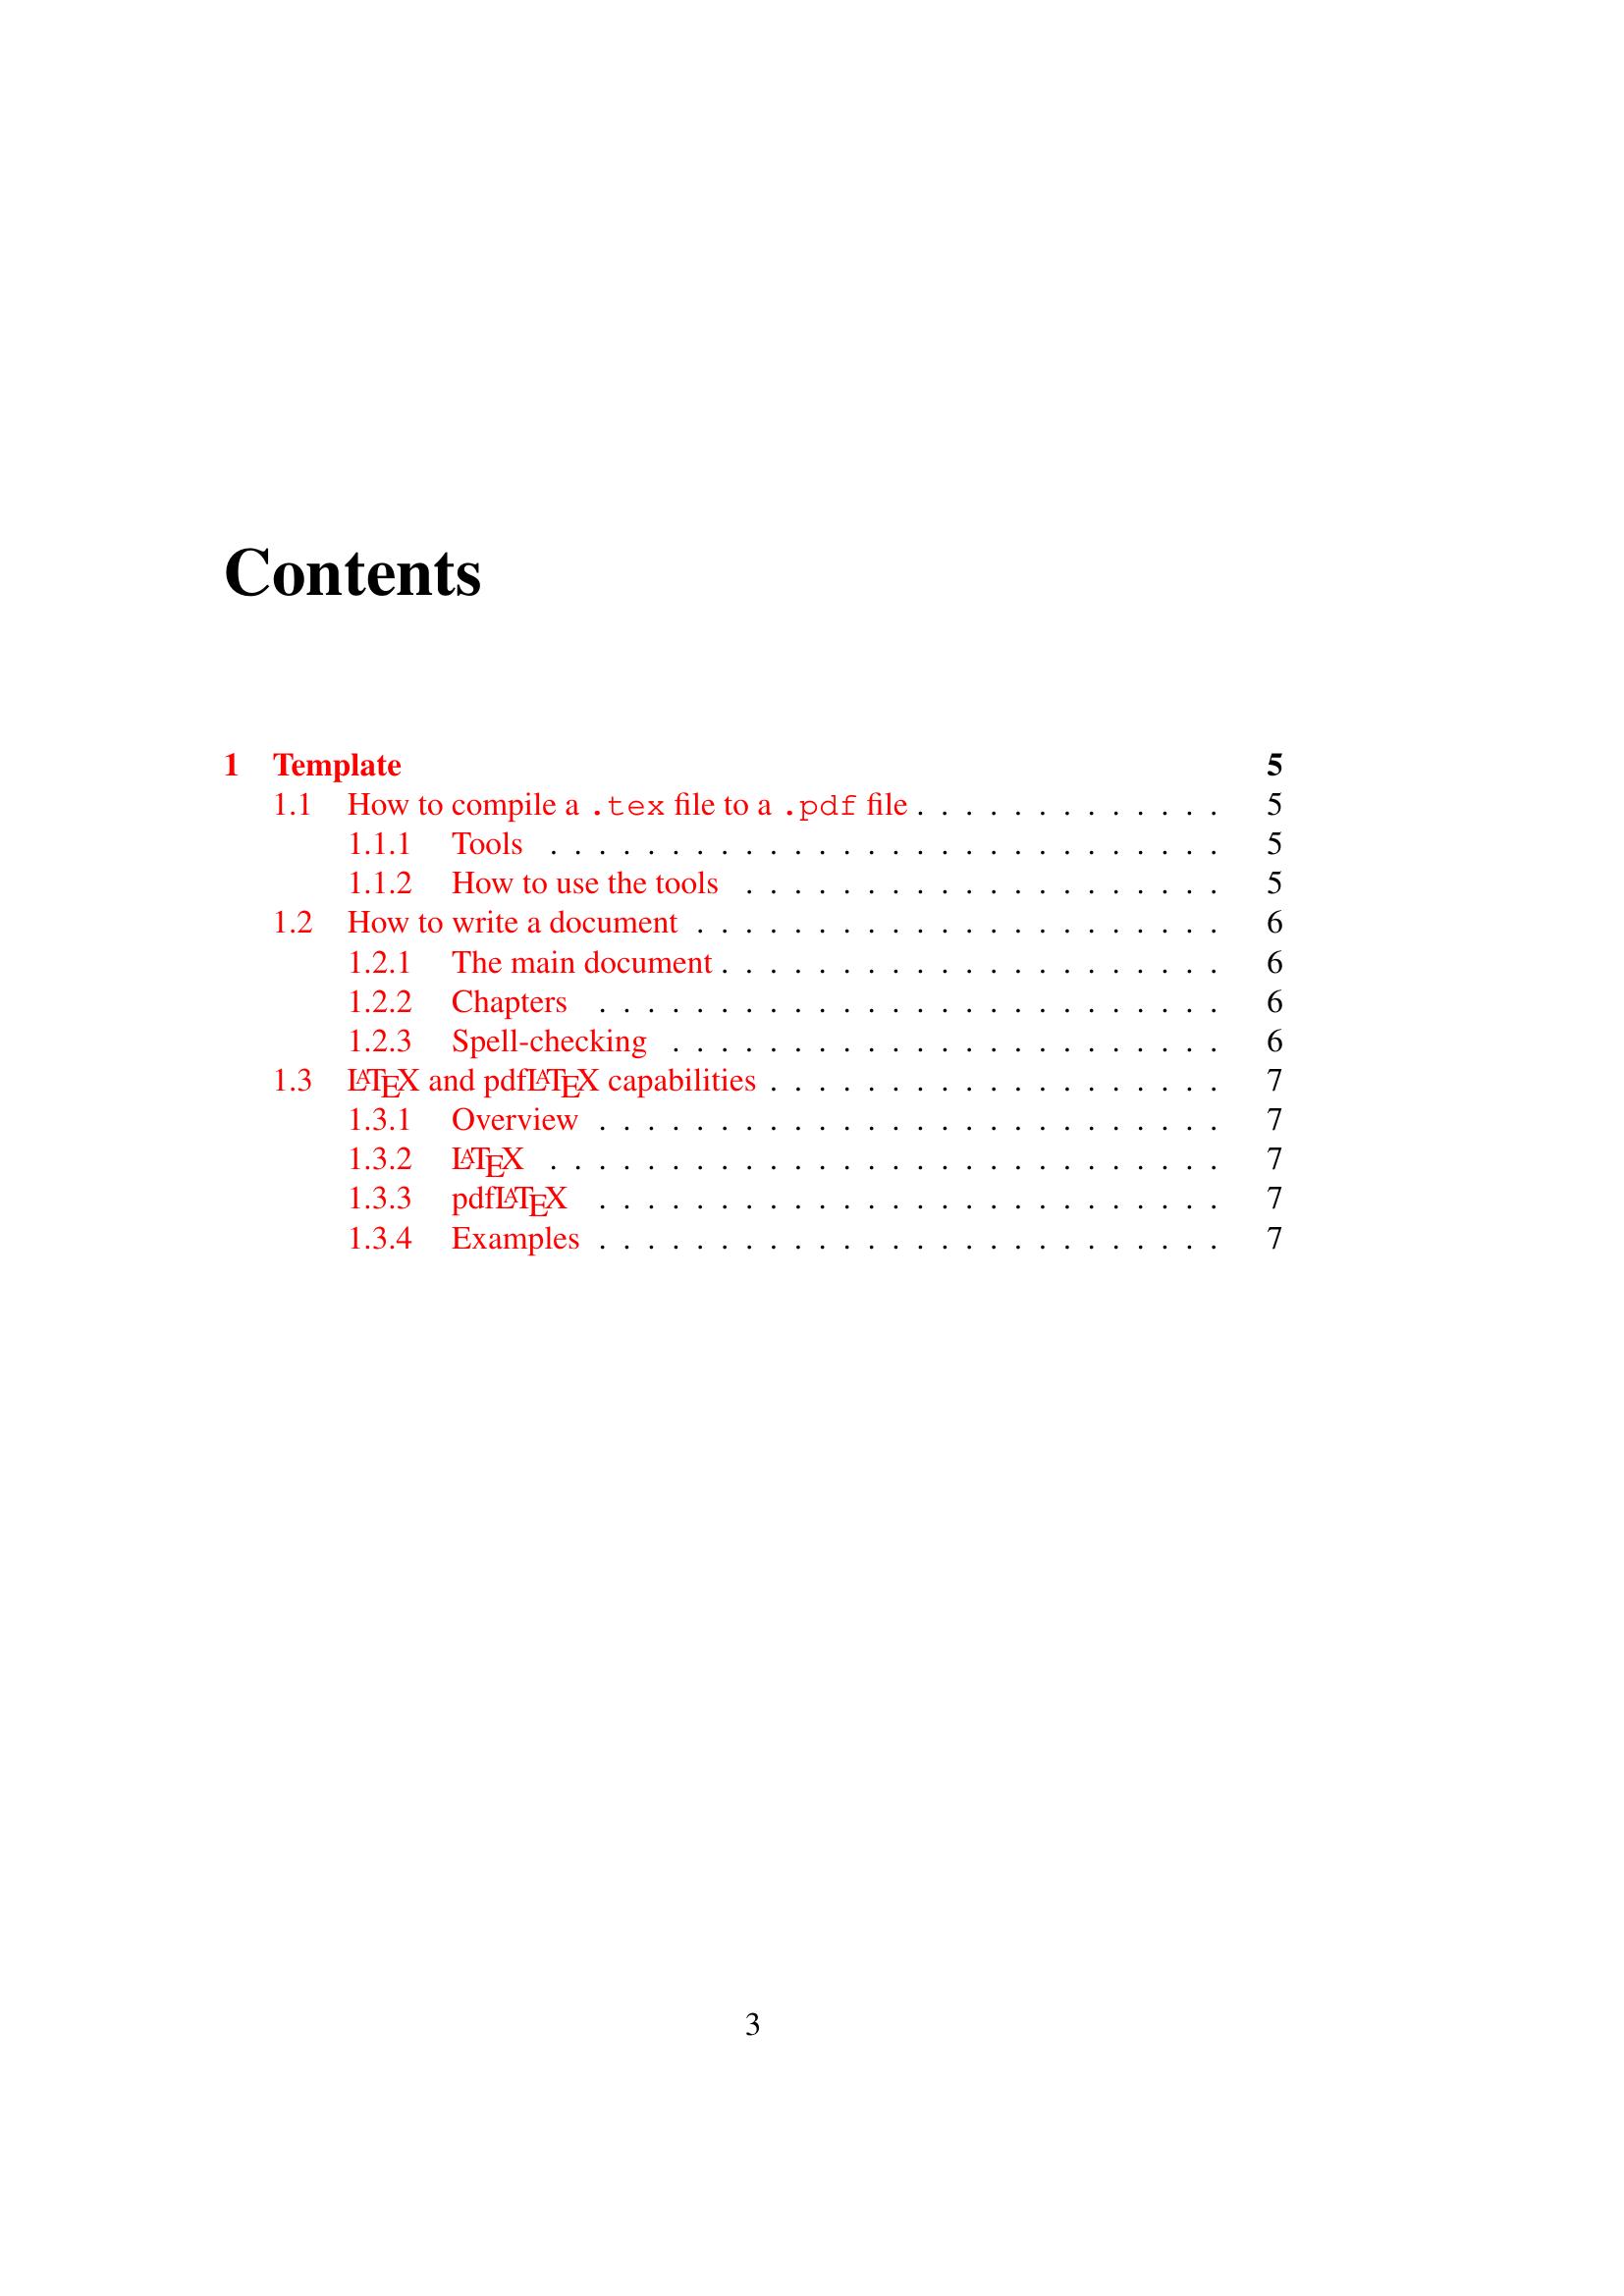 Contents
1 Template 5
1.1 How to compile a .tex file to a .pdf file . . . . . . . . . . . . . 5
1.1.1 Tools . . . . . . . . . . . . . . . . . . . . . . . . . . . . 5
1.1.2 How to use the tools . . . . . . . . . . . . . . . . . . . . 5
1.2 How to write a document . . . . . . . . . . . . . . . . . . . . . . 6
1.2.1 The main document . . . . . . . . . . . . . . . . . . . . . 6
1.2.2 Chapters . . . . . . . . . . . . . . . . . . . . . . . . . . 6
1.2.3 Spell-checking . . . . . . . . . . . . . . . . . . . . . . . 6
1.3 LATEX and pdfLATEX capabilities . . . . . . . . . . . . . . . . . . . 7
1.3.1 Overview . . . . . . . . . . . . . . . . . . . . . . . . . . 7
1.3.2 LATEX . . . . . . . . . . . . . . . . . . . . . . . . . . . . 7
1.3.3 pdfLATEX . . . . . . . . . . . . . . . . . . . . . . . . . . 7
1.3.4 Examples . . . . . . . . . . . . . . . . . . . . . . . . . . 7
3